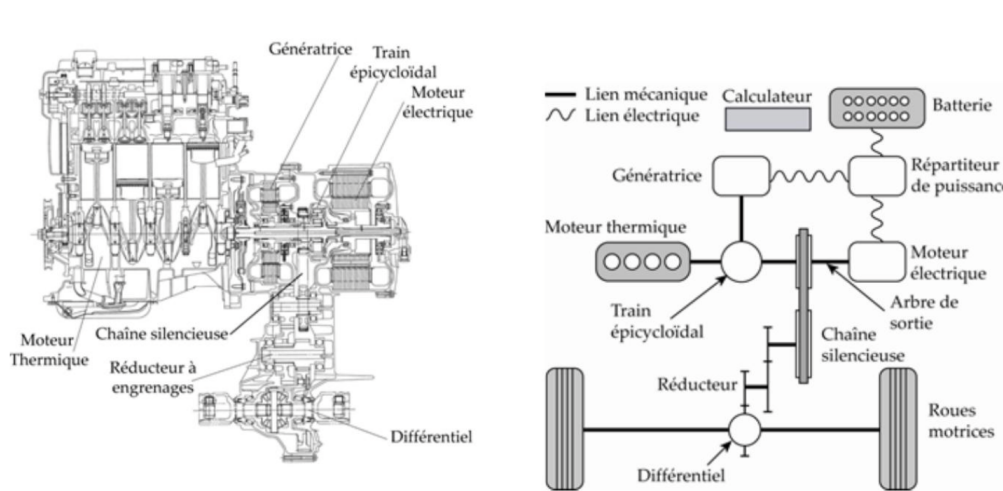 Génératrice
Train
épicycloïdal
Moteur
électrique
Chaîne silencieuse
Moteur
Thermique
Réducteur à
engrenages
Différentiel
Lien mécanique
Lien électrique
Calculateur
Batterie
Génératrice
Répartiteur
de puissance
Moteur thermique
Moteur
électrique
Train
épicycloïdal
Arbre de
sortie
Chaîne
silencieuse
Réducteur
Roues
motrices
Différentiel